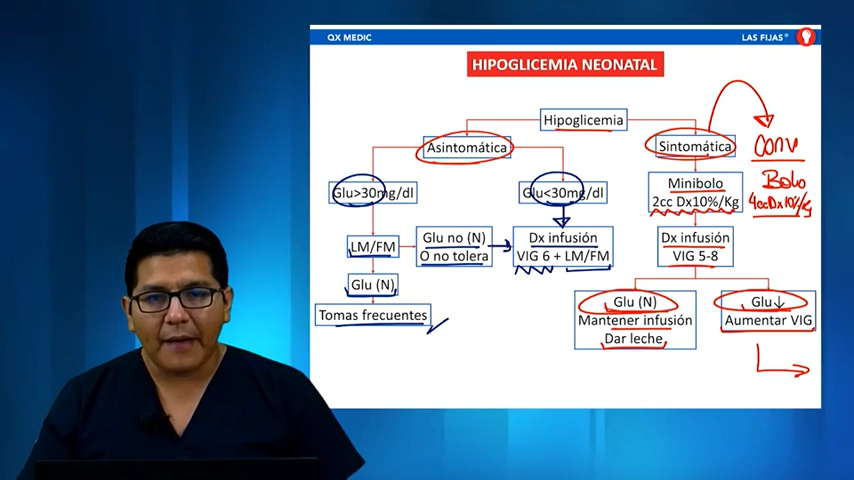 QX MEDIC
LAS FIJAS®
HIPOGLICEMIA NEONATAL
Hipoglicemia
Asintomática
Sintomática
CONV
Glu>30mg/dl
Glu<30mg/dl
Minibolo
2cc Dx10%/Kg
Bolo
4ccDx10%/Kg
LM/FM
Glu no (N)
O no tolera
Dx infusión
VIG 6 + LM/FM
Dx infusión
VIG 5-8
Glu (N)
Tomas frecuentes
Glu (N)
Mantener infusión
Dar leche
Glu↓
Aumentar VIG